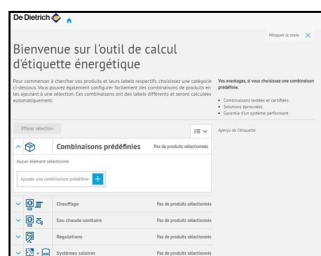 De Dietrich
Masquer le texte
Bienvenue sur l'outil de calcul
d'étiquette énergétique
Pour commencer à chercher vos produits et leurs labels respectifs, choisissez une catégorie
ci-dessous. Vous pouvez également configurer facilement des combinaisons de produits en
les ajoutant à une sélection. Ces combinaisons ont des labels différents et seront calculées
automatiquement.
Vos avantages, si vous choisissez une combinaison
prédéfinie.
Combinaisons testées et certifiées
Solutions éprouvées
Garantie d'un système performant
Effacer sélection
Aperçu de l'étiquette
Combinaisons prédéfinies
Pas de produits sélectionnés
Aucun élément sélectionné
Ajouter une combinaison prédéfinie
Chauffage
Pas de produits sélectionnés
Eau chaude sanitaire
Pas de produits sélectionnés
Régulations
Pas de produits sélectionnés
Systèmes solaires
Pas de produits sélectionnés